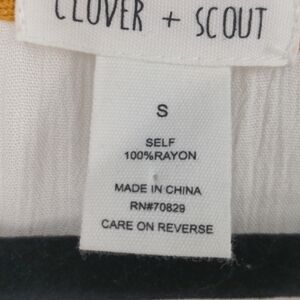 CLOVER + SCOUT
S
SELF
100%RAYON
MADE IN CHINA
RN#70829
CARE ON REVERSE